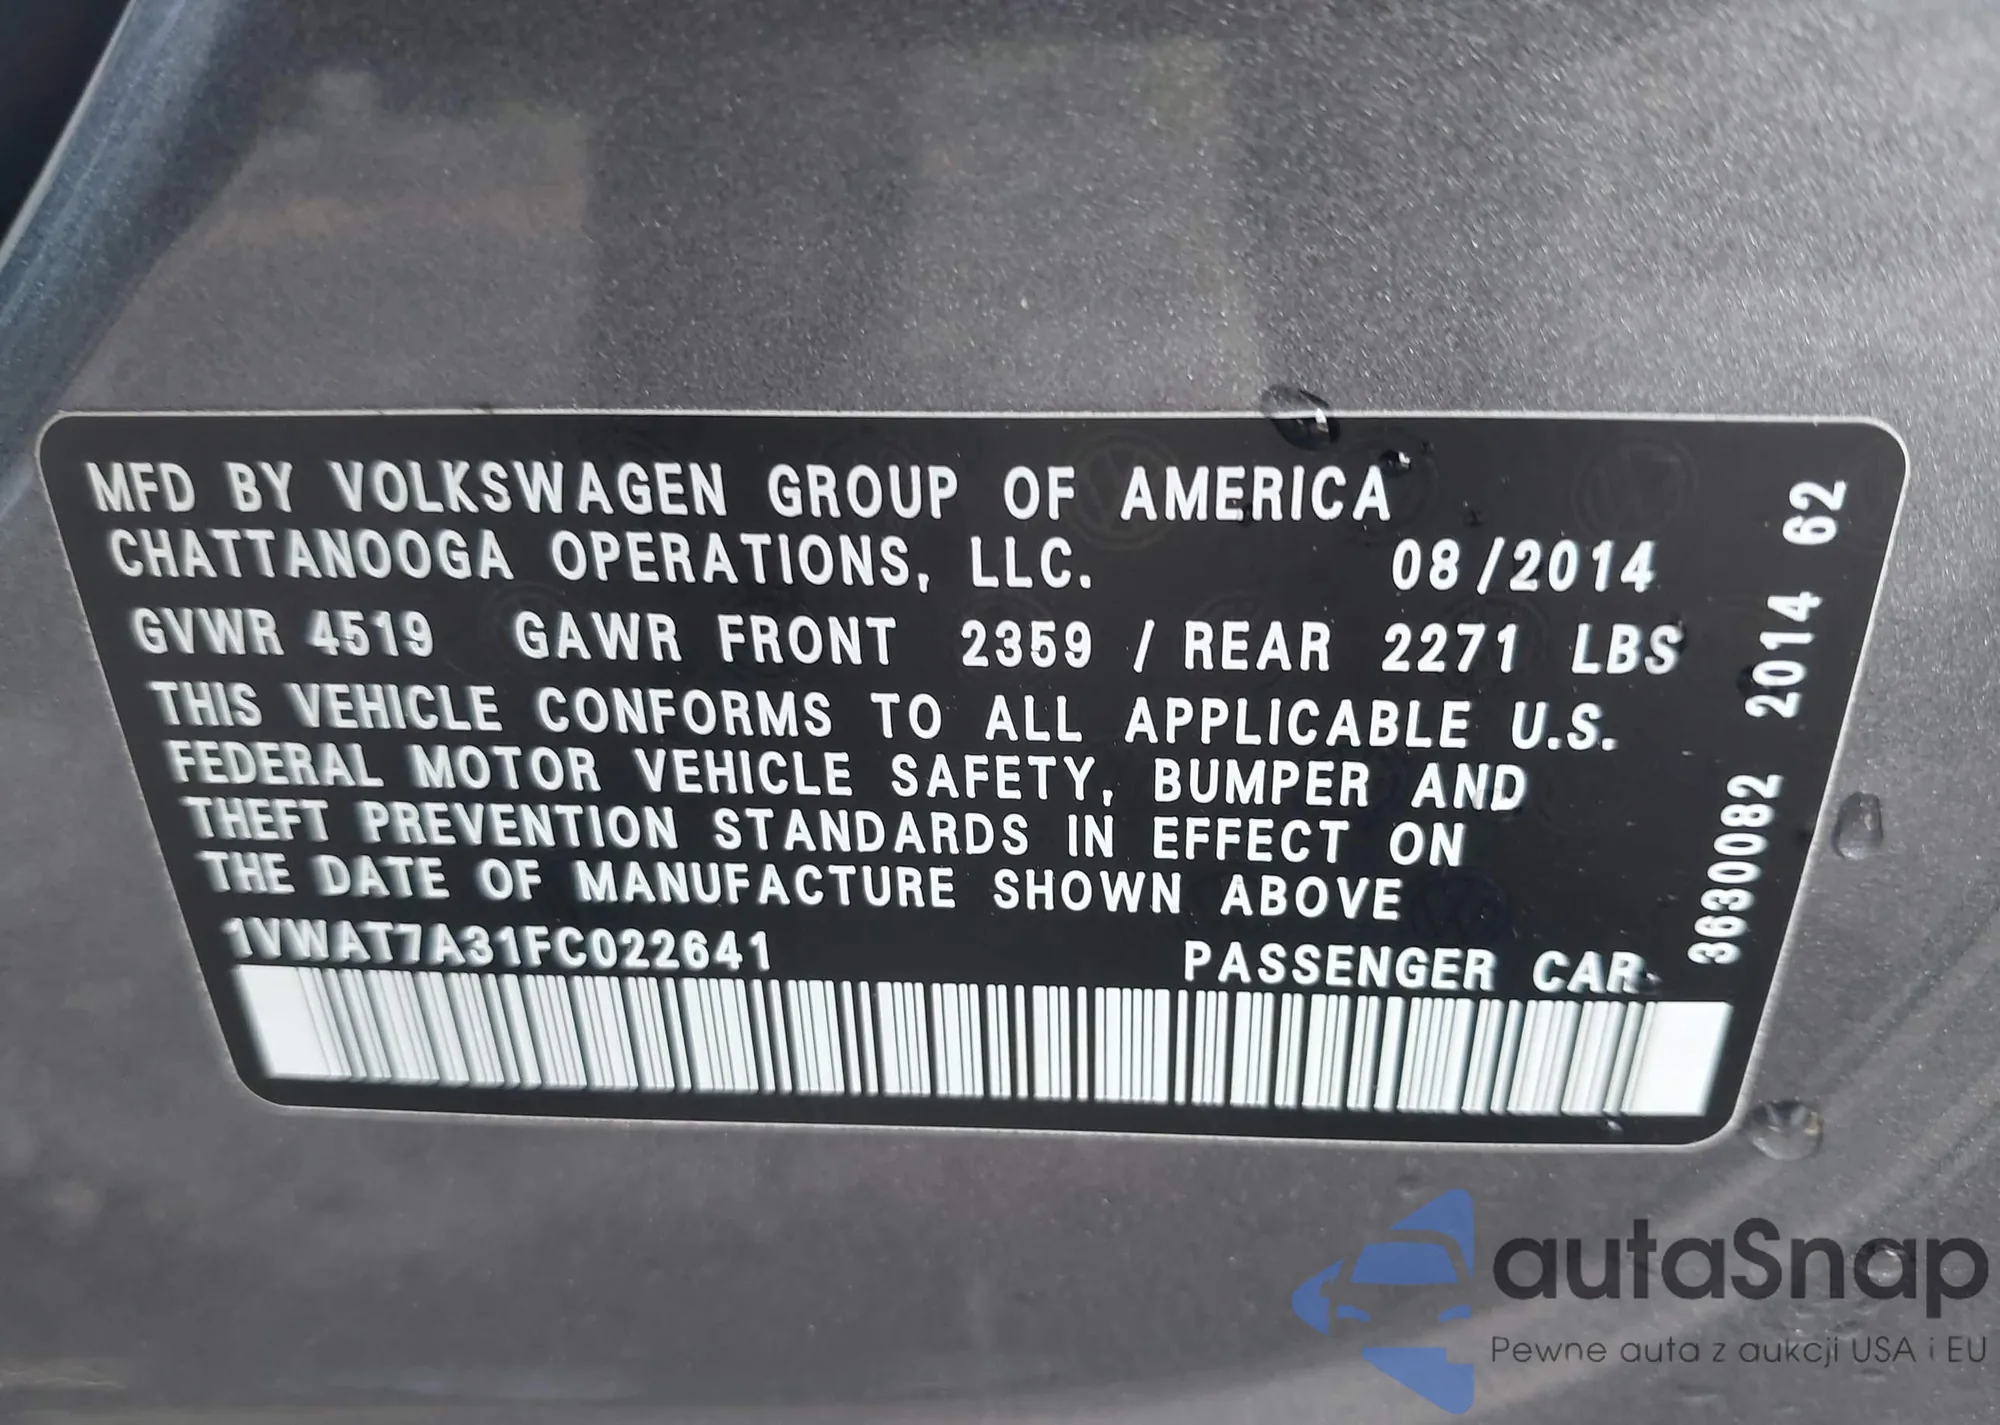 MFD BY VOLKSWAGEN GROUP OF AMERICA
CHATTANOOGA OPERATIONS, LLC. 08/2014
GVWR 4519 GAWR FRONT 2359 / REAR 2271 LBS
THIS VEHICLE CONFORMS TO ALL APPLICABLE U.S.
FEDERAL MOTOR VEHICLE SAFETY, BUMPER AND
THEFT PREVENTION STANDARDS IN EFFECT ON
THE DATE OF MANUFACTURE SHOWN ABOVE
1VWAT7A31FC022641 PASSENGER CAR
3630082 2014 62
autaSnap
Pewne auta z aukcji USA i EU